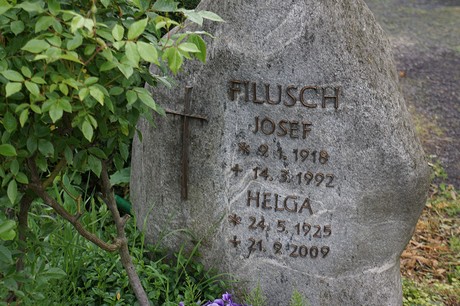 FILUSCH
JOSEF
* 9. 1. 1918
+ 14. 3. 1992
HELGA
* 24. 5. 1925
+ 21. 9. 2009